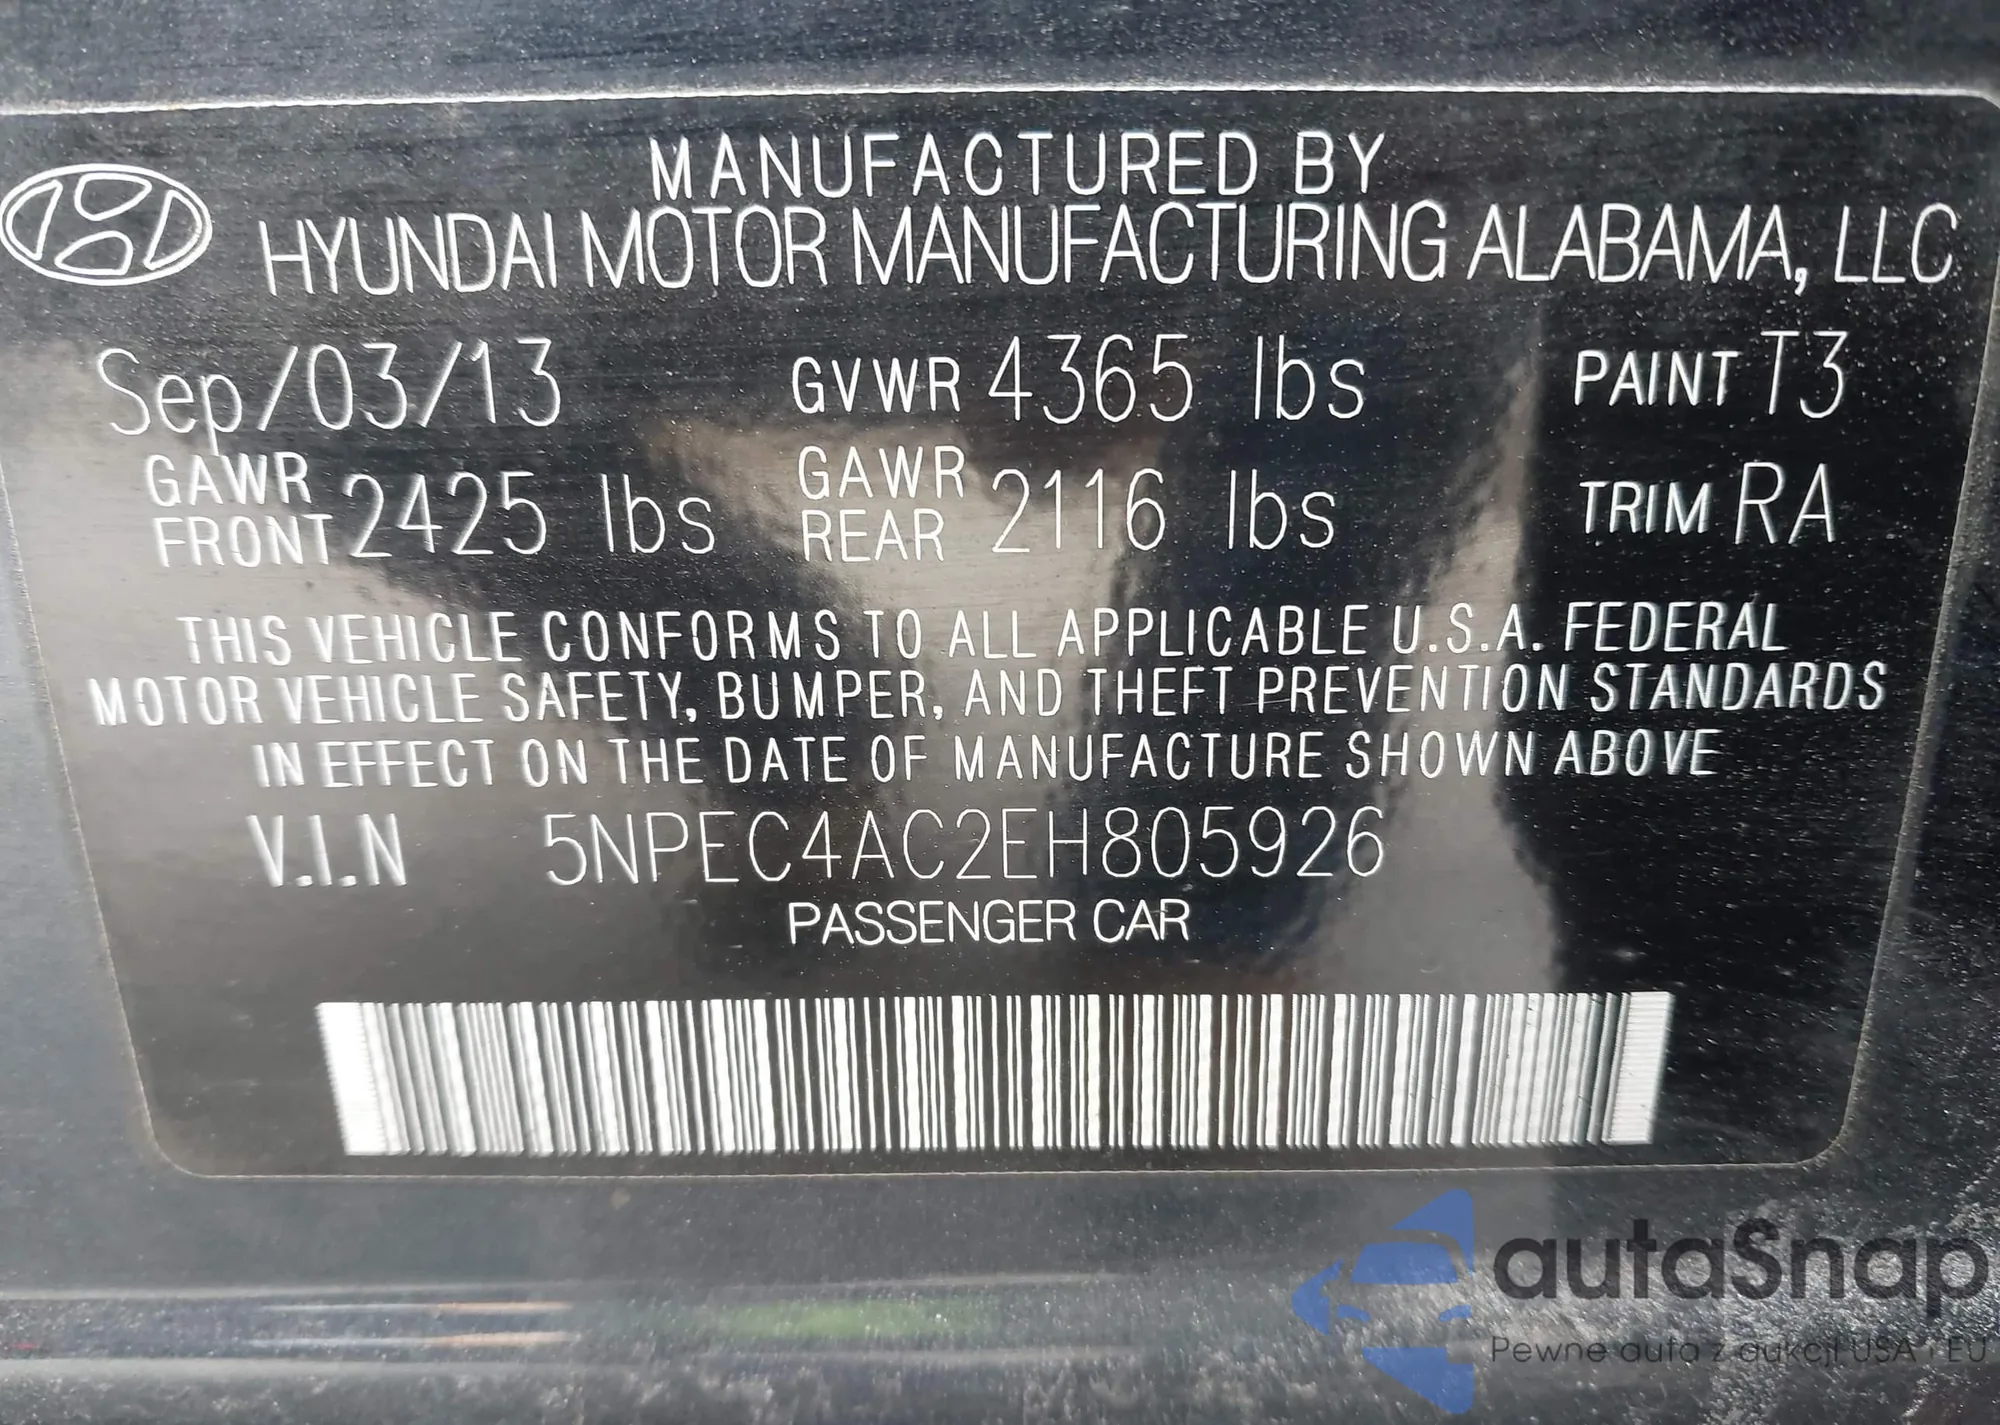 MANUFACTURED BY
HYUNDAI MOTOR MANUFACTURING ALABAMA, LLC
Sep/03/13 GVWR 4365 lbs PAINT T3
GAWR FRONT 2425 lbs GAWR REAR 2116 lbs TRIM RA
THIS VEHICLE CONFORMS TO ALL APPLICABLE U.S.A. FEDERAL
MOTOR VEHICLE SAFETY, BUMPER, AND THEFT PREVENTION STANDARDS
IN EFFECT ON THE DATE OF MANUFACTURE SHOWN ABOVE
V.I.N 5NPEC4AC2EH805926
PASSENGER CAR
autaSnap
Pewne auta z aukcji USA i EU